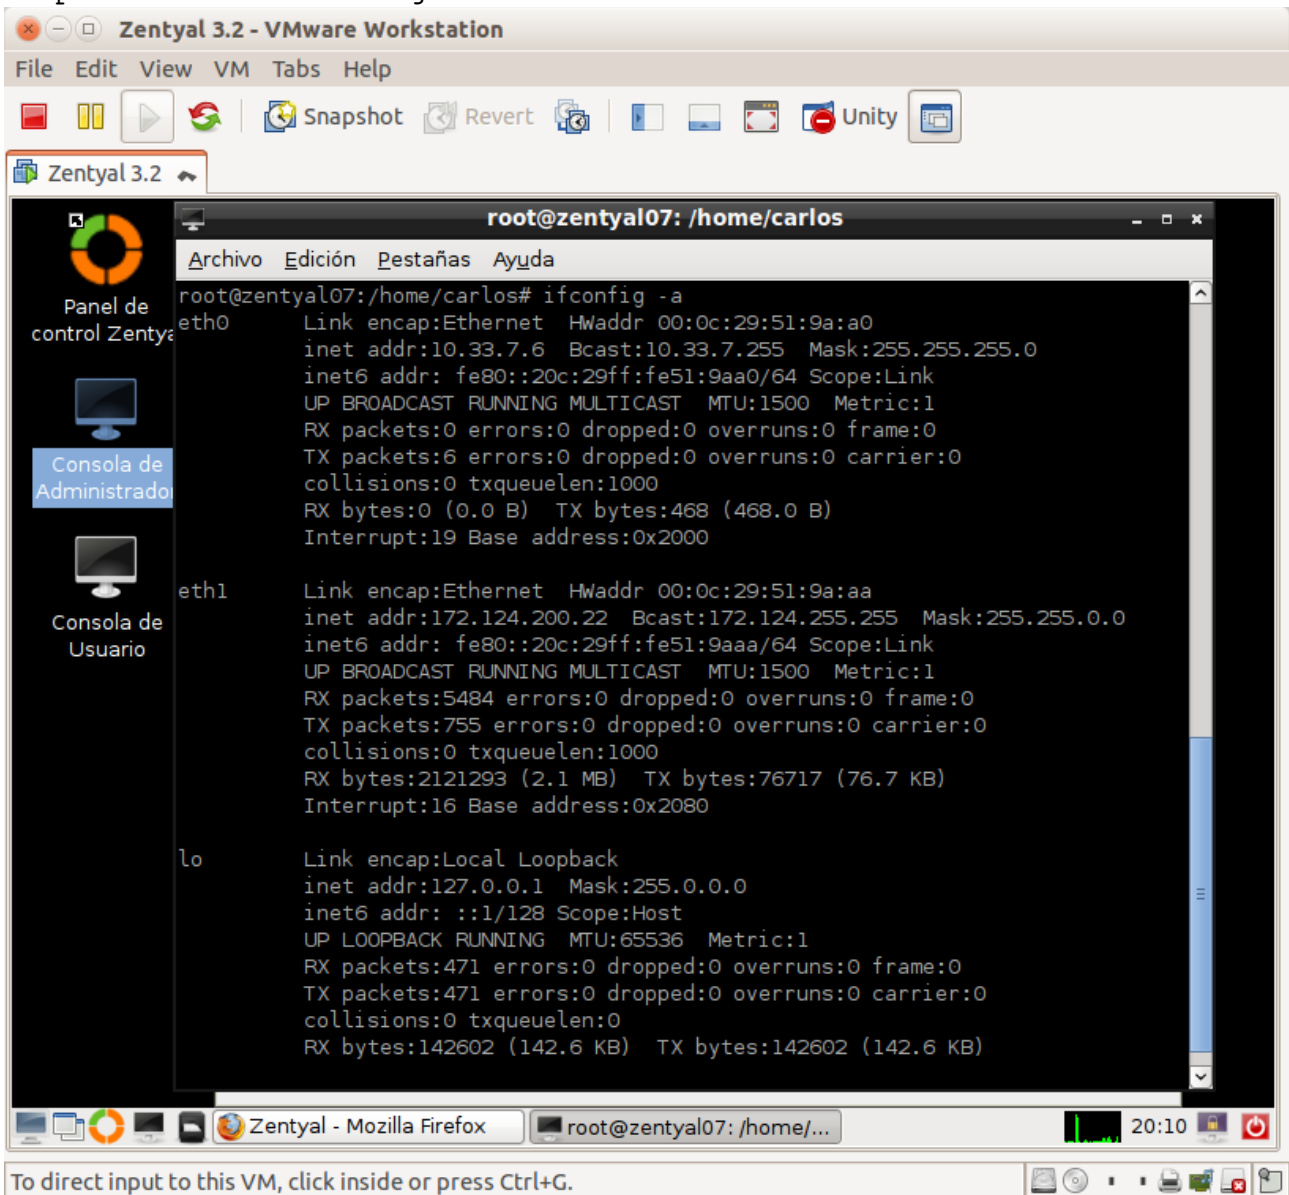 Zentyal 3.2 - VMware Workstation
File Edit View VM Tabs Help
Snapshot Revert Unity
Zentyal 3.2
root@zentyal07: /home/carlos
Archivo Edición Pestañas Ayuda
Panel de
control Zentya
Consola de
Administrador
Consola de
Usuario
root@zentyal07:/home/carlos# ifconfig -a
eth0 Link encap:Ethernet HWaddr 00:0c:29:51:9a:a0
inet addr:10.33.7.6 Bcast:10.33.7.255 Mask:255.255.255.0
inet6 addr: fe80::20c:29ff:fe51:9aa0/64 Scope:Link
UP BROADCAST RUNNING MULTICAST MTU:1500 Metric:1
RX packets:0 errors:0 dropped:0 overruns:0 frame:0
TX packets:6 errors:0 dropped:0 overruns:0 carrier:0
collisions:0 txqueuelen:1000
RX bytes:0 (0.0 B) TX bytes:468 (468.0 B)
Interrupt:19 Base address:0x2000
eth1 Link encap:Ethernet HWaddr 00:0c:29:51:9a:aa
inet addr:172.124.200.22 Bcast:172.124.255.255 Mask:255.255.0.0
inet6 addr: fe80::20c:29ff:fe51:9aaa/64 Scope:Link
UP BROADCAST RUNNING MULTICAST MTU:1500 Metric:1
RX packets:5484 errors:0 dropped:0 overruns:0 frame:0
TX packets:755 errors:0 dropped:0 overruns:0 carrier:0
collisions:0 txqueuelen:1000
RX bytes:2121293 (2.1 MB) TX bytes:76717 (76.7 KB)
Interrupt:16 Base address:0x2080
lo Link encap:Local Loopback
inet addr:127.0.0.1 Mask:255.0.0.0
inet6 addr: ::1/128 Scope:Host
UP LOOPBACK RUNNING MTU:65536 Metric:1
RX packets:471 errors:0 dropped:0 overruns:0 frame:0
TX packets:471 errors:0 dropped:0 overruns:0 carrier:0
collisions:0 txqueuelen:0
RX bytes:142602 (142.6 KB) TX bytes:142602 (142.6 KB)
Zentyal - Mozilla Firefox root@zentyal07: /home/... 20:10
To direct input to this VM, click inside or press Ctrl+G.